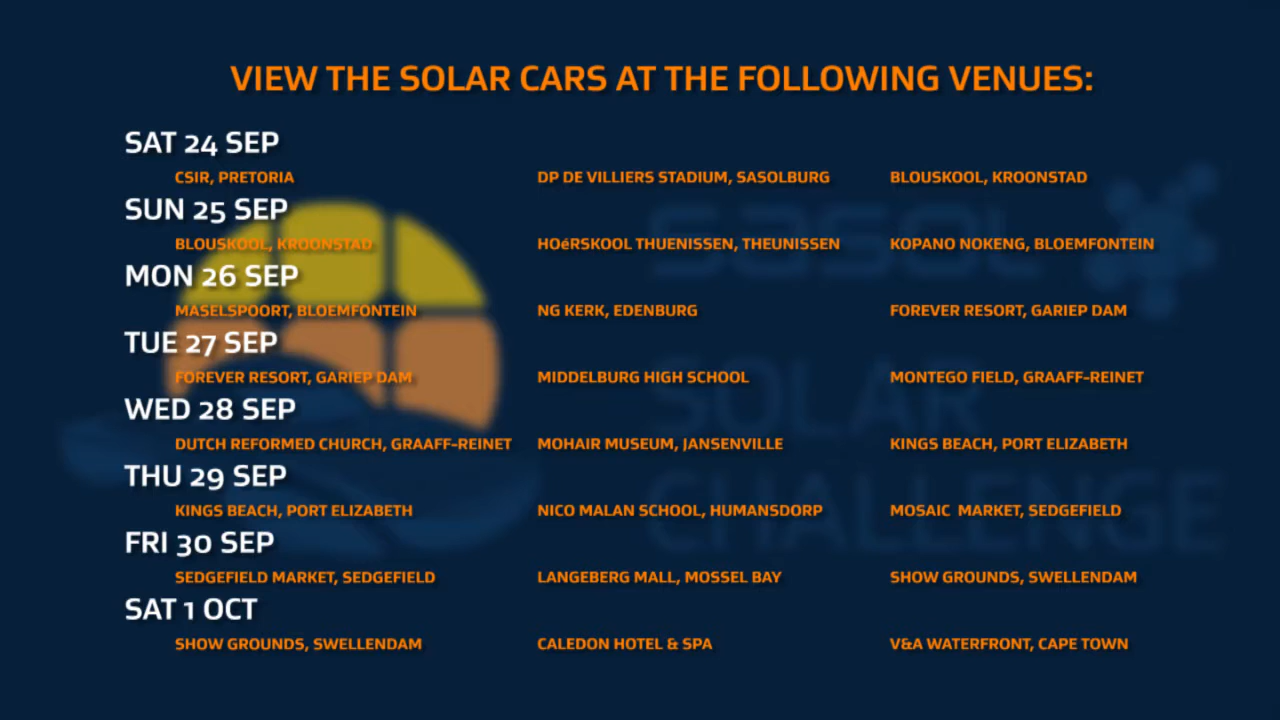 VIEW THE SOLAR CARS AT THE FOLLOWING VENUES:
SAT 24 SEP
CSIR, PRETORIA DP DE VILLIERS STADIUM, SASOLBURG BLOUSKOOL, KROONSTAD
SUN 25 SEP
BLOUSKOOL, KROONSTAD HOéRSKOOL THUENISSEN, THEUNISSEN KOPANO NOKENG, BLOEMFONTEIN
MON 26 SEP
MASELSPOORT, BLOEMFONTEIN NG KERK, EDENBURG FOREVER RESORT, GARIEP DAM
TUE 27 SEP
FOREVER RESORT, GARIEP DAM MIDDELBURG HIGH SCHOOL MONTEGO FIELD, GRAAFF-REINET
WED 28 SEP
DUTCH REFORMED CHURCH, GRAAFF-REINET MOHAIR MUSEUM, JANSENVILLE KINGS BEACH, PORT ELIZABETH
THU 29 SEP
KINGS BEACH, PORT ELIZABETH NICO MALAN SCHOOL, HUMANSDORP MOSAIC MARKET, SEDGEFIELD
FRI 30 SEP
SEDGEFIELD MARKET, SEDGEFIELD LANGEBERG MALL, MOSSEL BAY SHOW GROUNDS, SWELLENDAM
SAT 1 OCT
SHOW GROUNDS, SWELLENDAM CALEDON HOTEL & SPA V&A WATERFRONT, CAPE TOWN
sasol
SOLAR
CHALLENGE